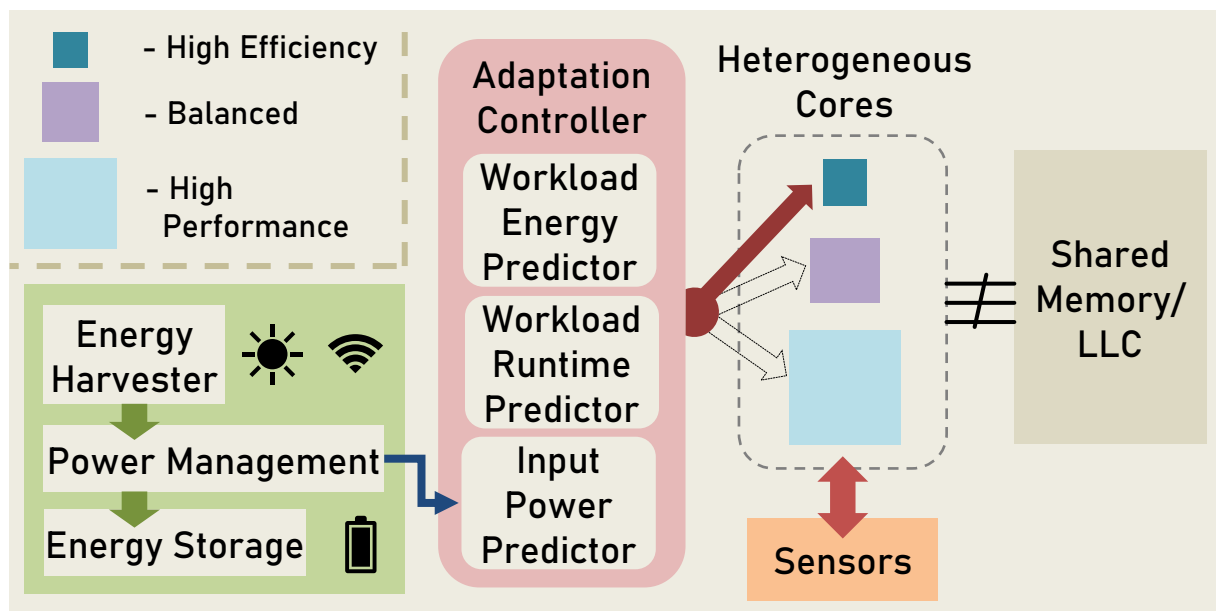 - High Efficiency
- Balanced
- High
Performance
Energy
Harvester
Power Management
Energy Storage
Adaptation
Controller
Workload
Energy
Predictor
Workload
Runtime
Predictor
Input
Power
Predictor
Heterogeneous
Cores
Sensors
Shared
Memory/
LLC